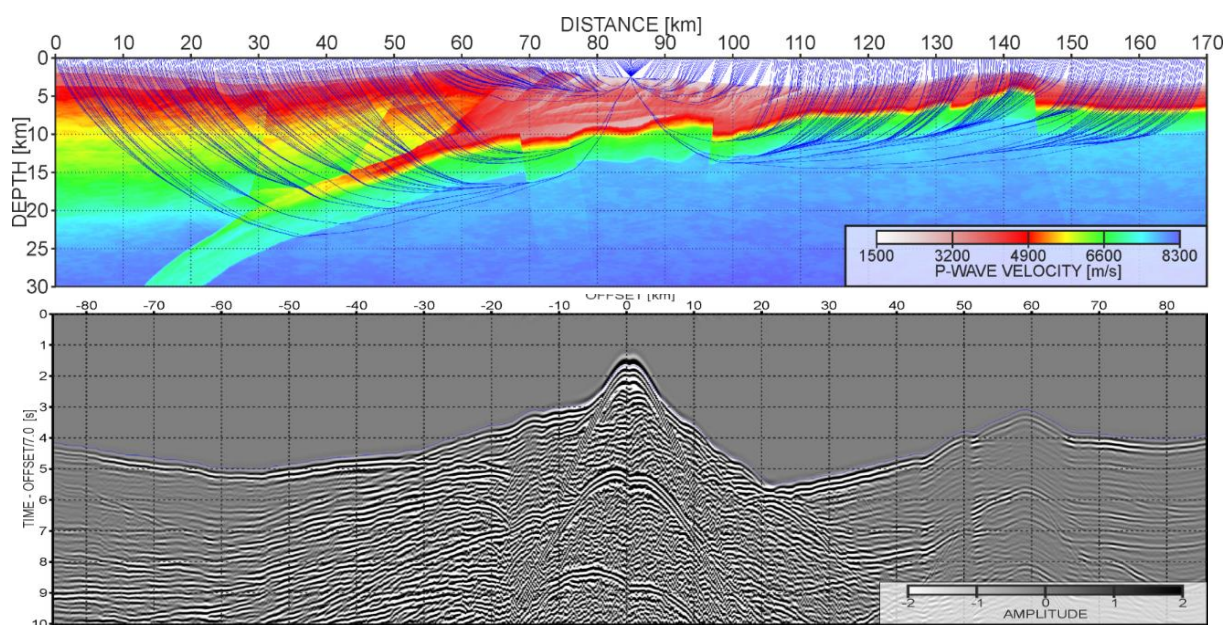 DISTANCE [km]
0 10 20 30 40 50 60 70 80 90 100 110 120 130 140 150 160 170
DEPTH [km]
0
5
10
15
20
25
30
1500 3200 4900 6600 8300
P-WAVE VELOCITY [m/s]
OFFSET [km]
-80 -70 -60 -50 -40 -30 -20 -10 0 10 20 30 40 50 60 70 80
TIME - OFFSET/7.0 [s]
0
1
2
3
4
5
6
7
8
9
10
-2 -1 0 1 2
AMPLITUDE